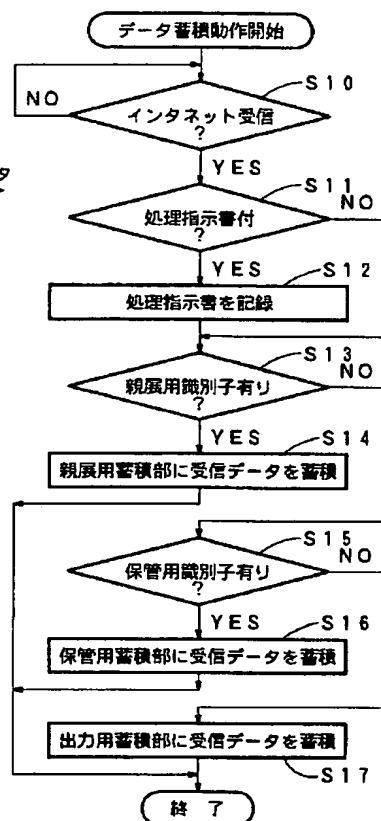 データ蓄積動作開始
S10
NO
インタネット受信
?
YES
タ
S11
NO
処理指示書付
?
YES
S12
処理指示書を記録
S13
NO
親展用識別子有り
?
YES
S14
親展用蓄積部に受信データを蓄積
S15
NO
保管用識別子有り
?
YES
S16
保管用蓄積部に受信データを蓄積
出力用蓄積部に受信データを蓄積
S17
終了